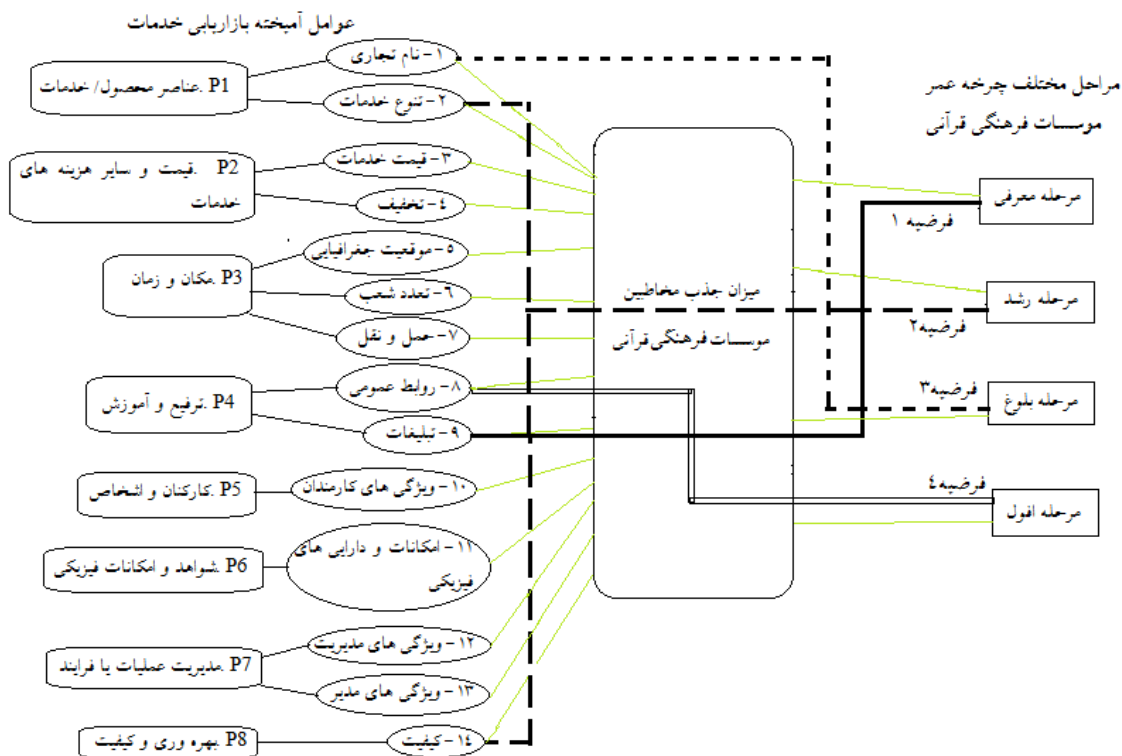 عوامل آمیخته بازاریابی خدمات
مراحل مختلف چرخه عمر
موسسات فرهنگی قرآنی
P1 .عناصر محصول/ خدمات
۱- نام تجاری
۲- تنوع خدمات
P2 .قیمت و سایر هزینه های
خدمات
۳- قیمت خدمات
٤- تخفیف
P3 .مکان و زمان
۵- موقعیت جغرافیایی
۶- تعدد شعب
۷- حمل و نقل
P4 .ترفیع و آموزش
۸- روابط عمومی
۹- تبلیغات
P5 .کارکنان و اشخاص
۱۰- ویژگی های کارمندان
P6 .شواهد و امکانات فیزیکی
۱۱- امکانات و دارایی های
فیزیکی
P7 .مدیریت عملیات یا فرایند
۱۲- ویژگی های مدیریت
۱۳- ویژگی های مدیر
P8 .بهره وری و کیفیت
۱٤- کیفیت
میزان جذب مخاطبین
موسسات فرهنگی قرآنی
مرحله معرفی
فرضیه ۱
مرحله رشد
فرضیه۲
مرحله بلوغ
فرضیه۳
مرحله افول
فرضیه٤